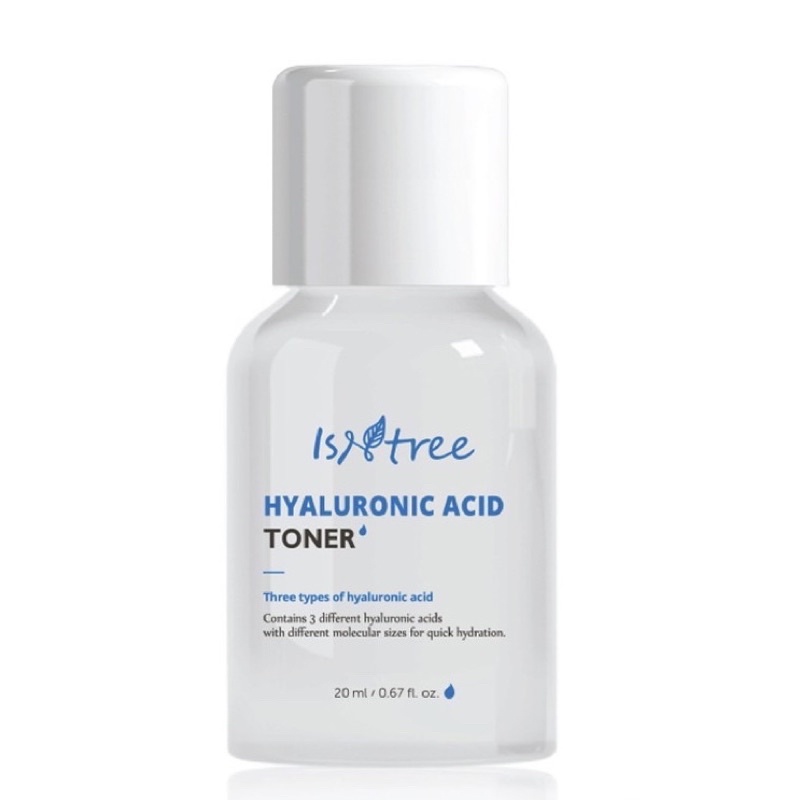 Isntree
HYALURONIC ACID
TONER
Three types of hyaluronic acid
Contains 3 different hyaluronic acids
with different molecular sizes for quick hydration.
20 ml / 0.67 fl. oz.